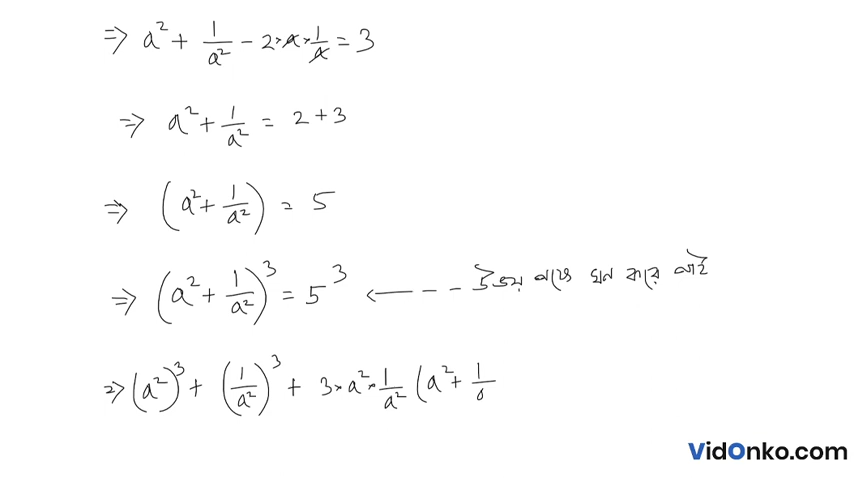 ⇒ a² + 1/a² − 2×a×1/a = 3
⇒ a² + 1/a² = 2 + 3
⇒ (a² + 1/a²) = 5
⇒ (a² + 1/a²)³ = 5³ ← - - - উভয় পক্ষে ঘন করে পাই
⇒ (a²)³ + (1/a²)³ + 3×a²×1/a² (a² + 1/
VidOnko.com